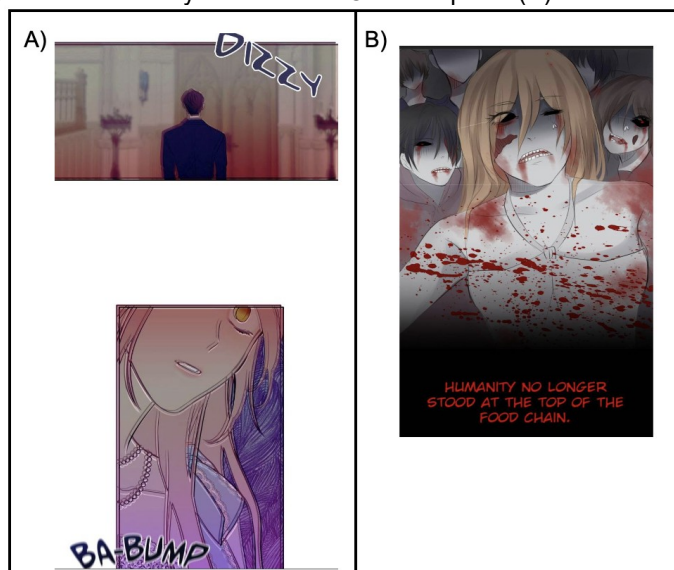 A)
DIZZY
BA-BUMP
B)
HUMANITY NO LONGER
STOOD AT THE TOP OF THE
FOOD CHAIN.